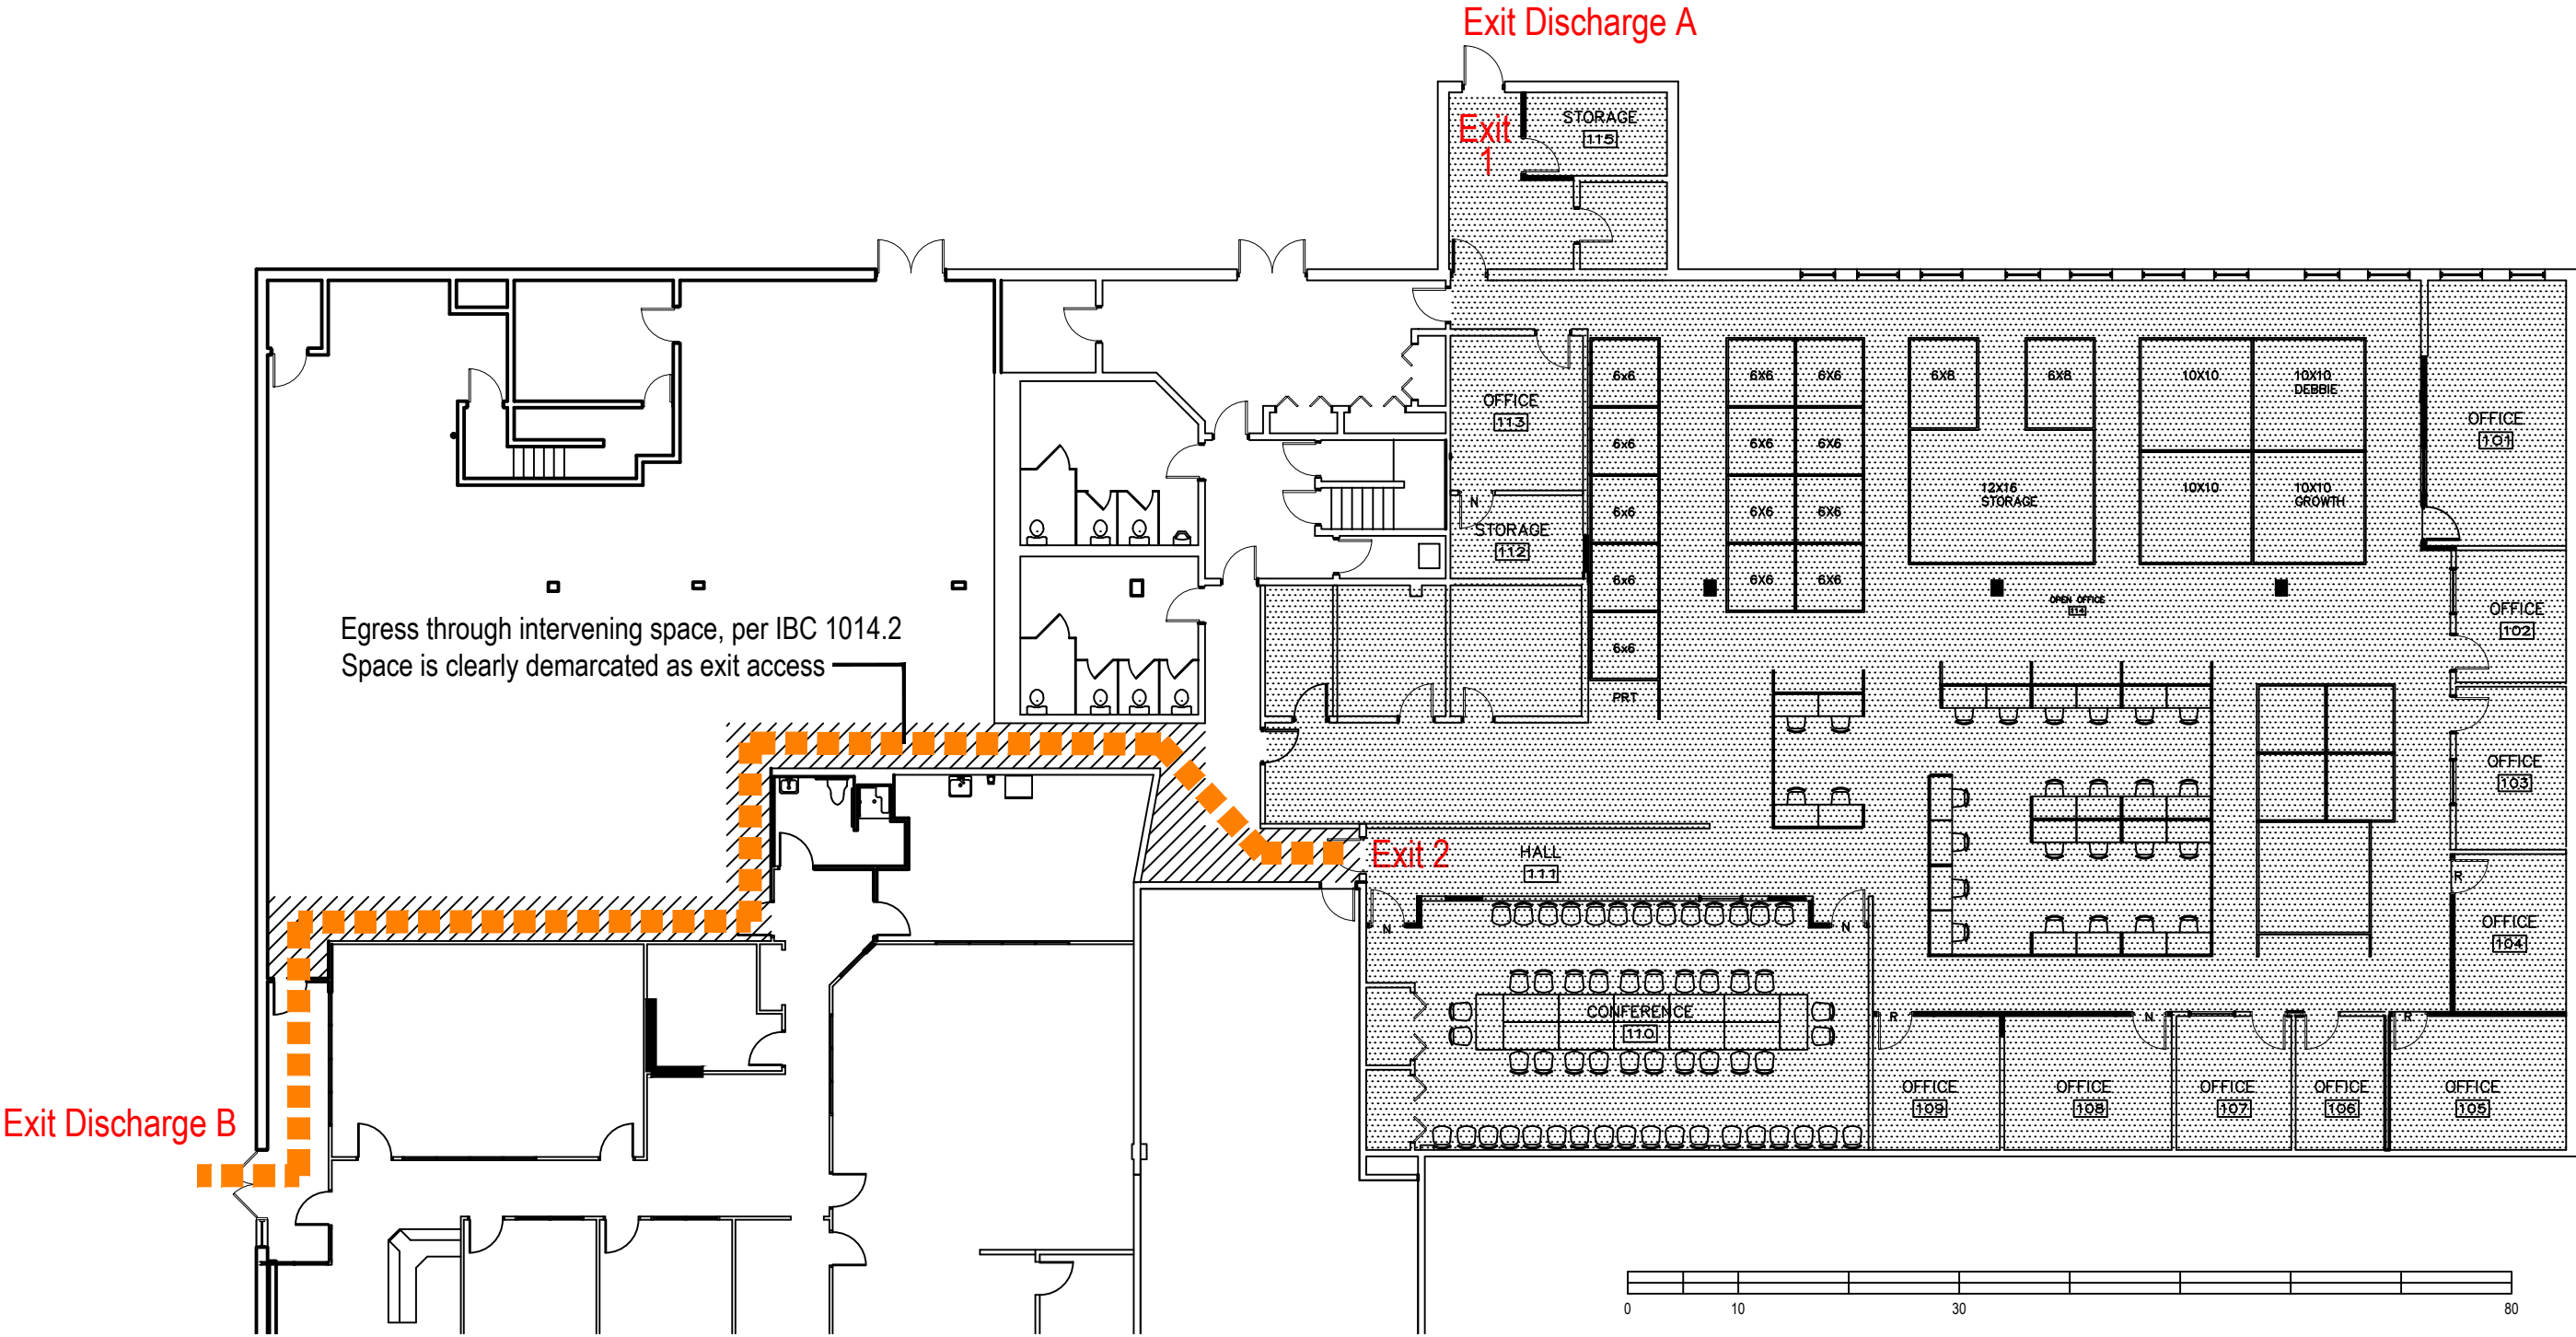 Exit Discharge A
STORAGE
115
Exit
1
6x6
6X6
6X6
6X8
6X8
10X10
10X10
DEBBIE
OFFICE
113
OFFICE
101
6x6
6X6
6X6
N
STORAGE
112
6x6
6X6
6X6
12X16
STORAGE
10X10
10X10
GROWTH
6x6
6X6
6X6
OPEN OFFICE
114
OFFICE
102
Egress through intervening space, per IBC 1014.2
Space is clearly demarcated as exit access
6x6
PRT
OFFICE
103
Exit 2
HALL
111
R
N
N
OFFICE
104
CONFERENCE
110
R
N
R
OFFICE
109
OFFICE
108
OFFICE
107
OFFICE
106
OFFICE
105
Exit Discharge B
0
10
30
80